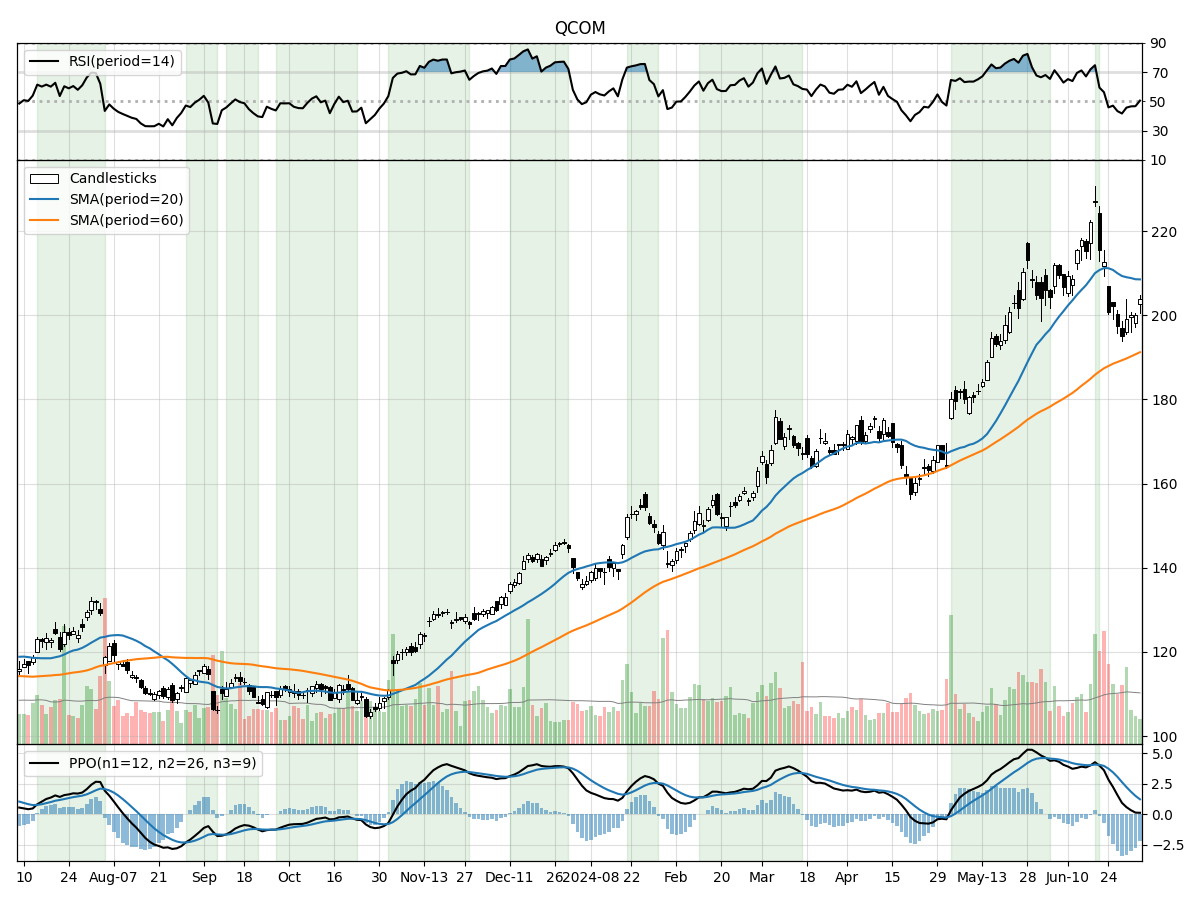 QCOM
RSI(period=14)
90
70
50
30
10
Candlesticks
SMA(period=20)
SMA(period=60)
220
200
180
160
140
120
100
PPO(n1=12, n2=26, n3=9)
5.0
2.5
0.0
−2.5
10 24 Aug-07 21 Sep 18 Oct 16 30 Nov-13 27 Dec-11 26 2024-08 22 Feb 20 Mar 18 Apr 15 29 May-13 28 Jun-10 24